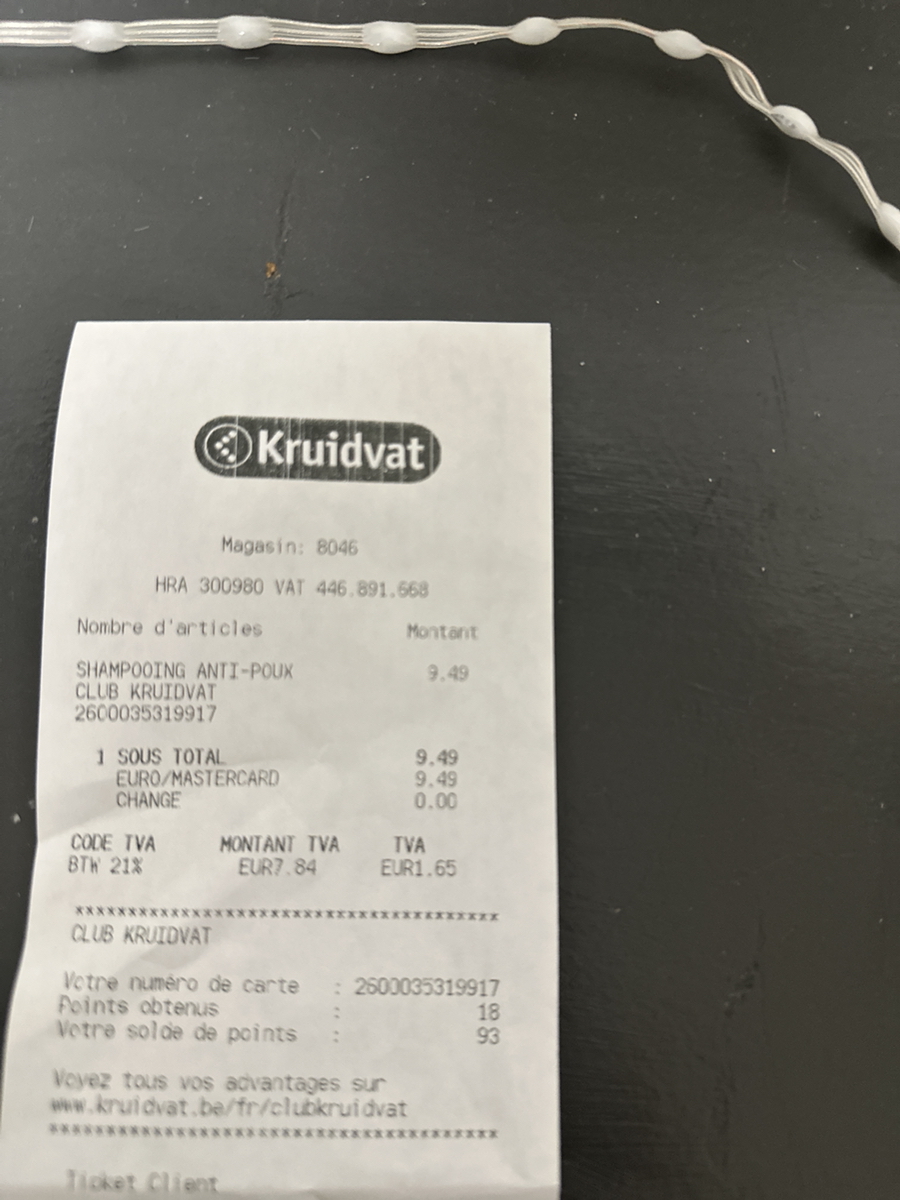 Kruidvat
Magasin: 8046
HRA 300980 VAT 446.891.668
Nombre d'articles Montant
SHAMPOOING ANTI-POUX 9.49
CLUB KRUIDVAT
2600035319917
1 SOUS TOTAL 9.49
EURO/MASTERCARD 9.49
CHANGE 0.00
CODE TVA MONTANT TVA TVA
BTW 21% EUR7.84 EUR1.65
****************************************
CLUB KRUIDVAT
Votre numéro de carte : 2600035319917
Points obtenus : 18
Votre solde de points : 93
Voyez tous vos advantages sur
www.kruidvat.be/fr/clubkruidvat
****************************************
Ticket Client